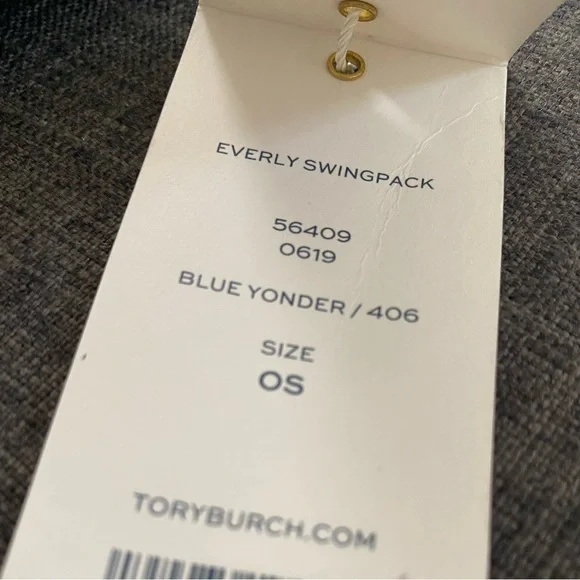 EVERLY SWINGPACK
56409
0619
BLUE YONDER / 406
SIZE
OS
TORYBURCH.COM